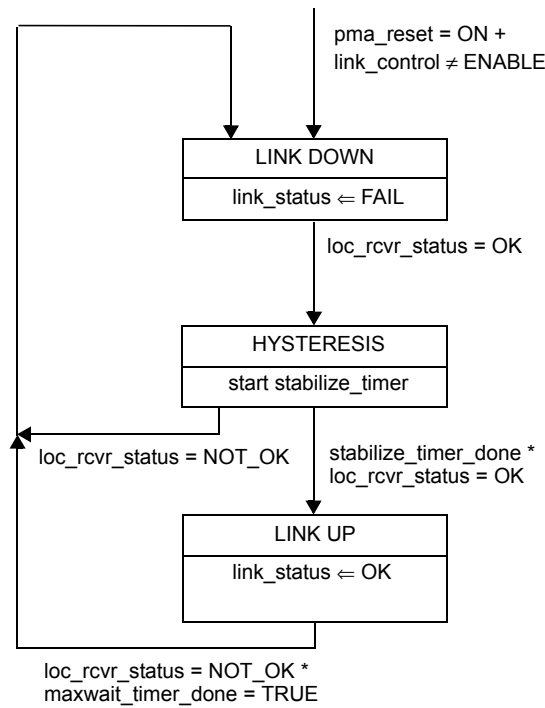 pma_reset = ON +
link_control ≠ ENABLE
LINK DOWN
link_status ⇐ FAIL
loc_rcvr_status = OK
HYSTERESIS
start stabilize_timer
loc_rcvr_status = NOT_OK
stabilize_timer_done *
loc_rcvr_status = OK
LINK UP
link_status ⇐ OK
loc_rcvr_status = NOT_OK *
maxwait_timer_done = TRUE